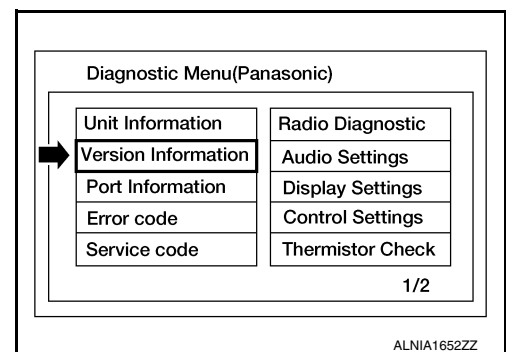 Diagnostic Menu(Panasonic)
Unit Information
Version Information
Port Information
Error code
Service code
Radio Diagnostic
Audio Settings
Display Settings
Control Settings
Thermistor Check
1/2
ALNIA1652ZZ